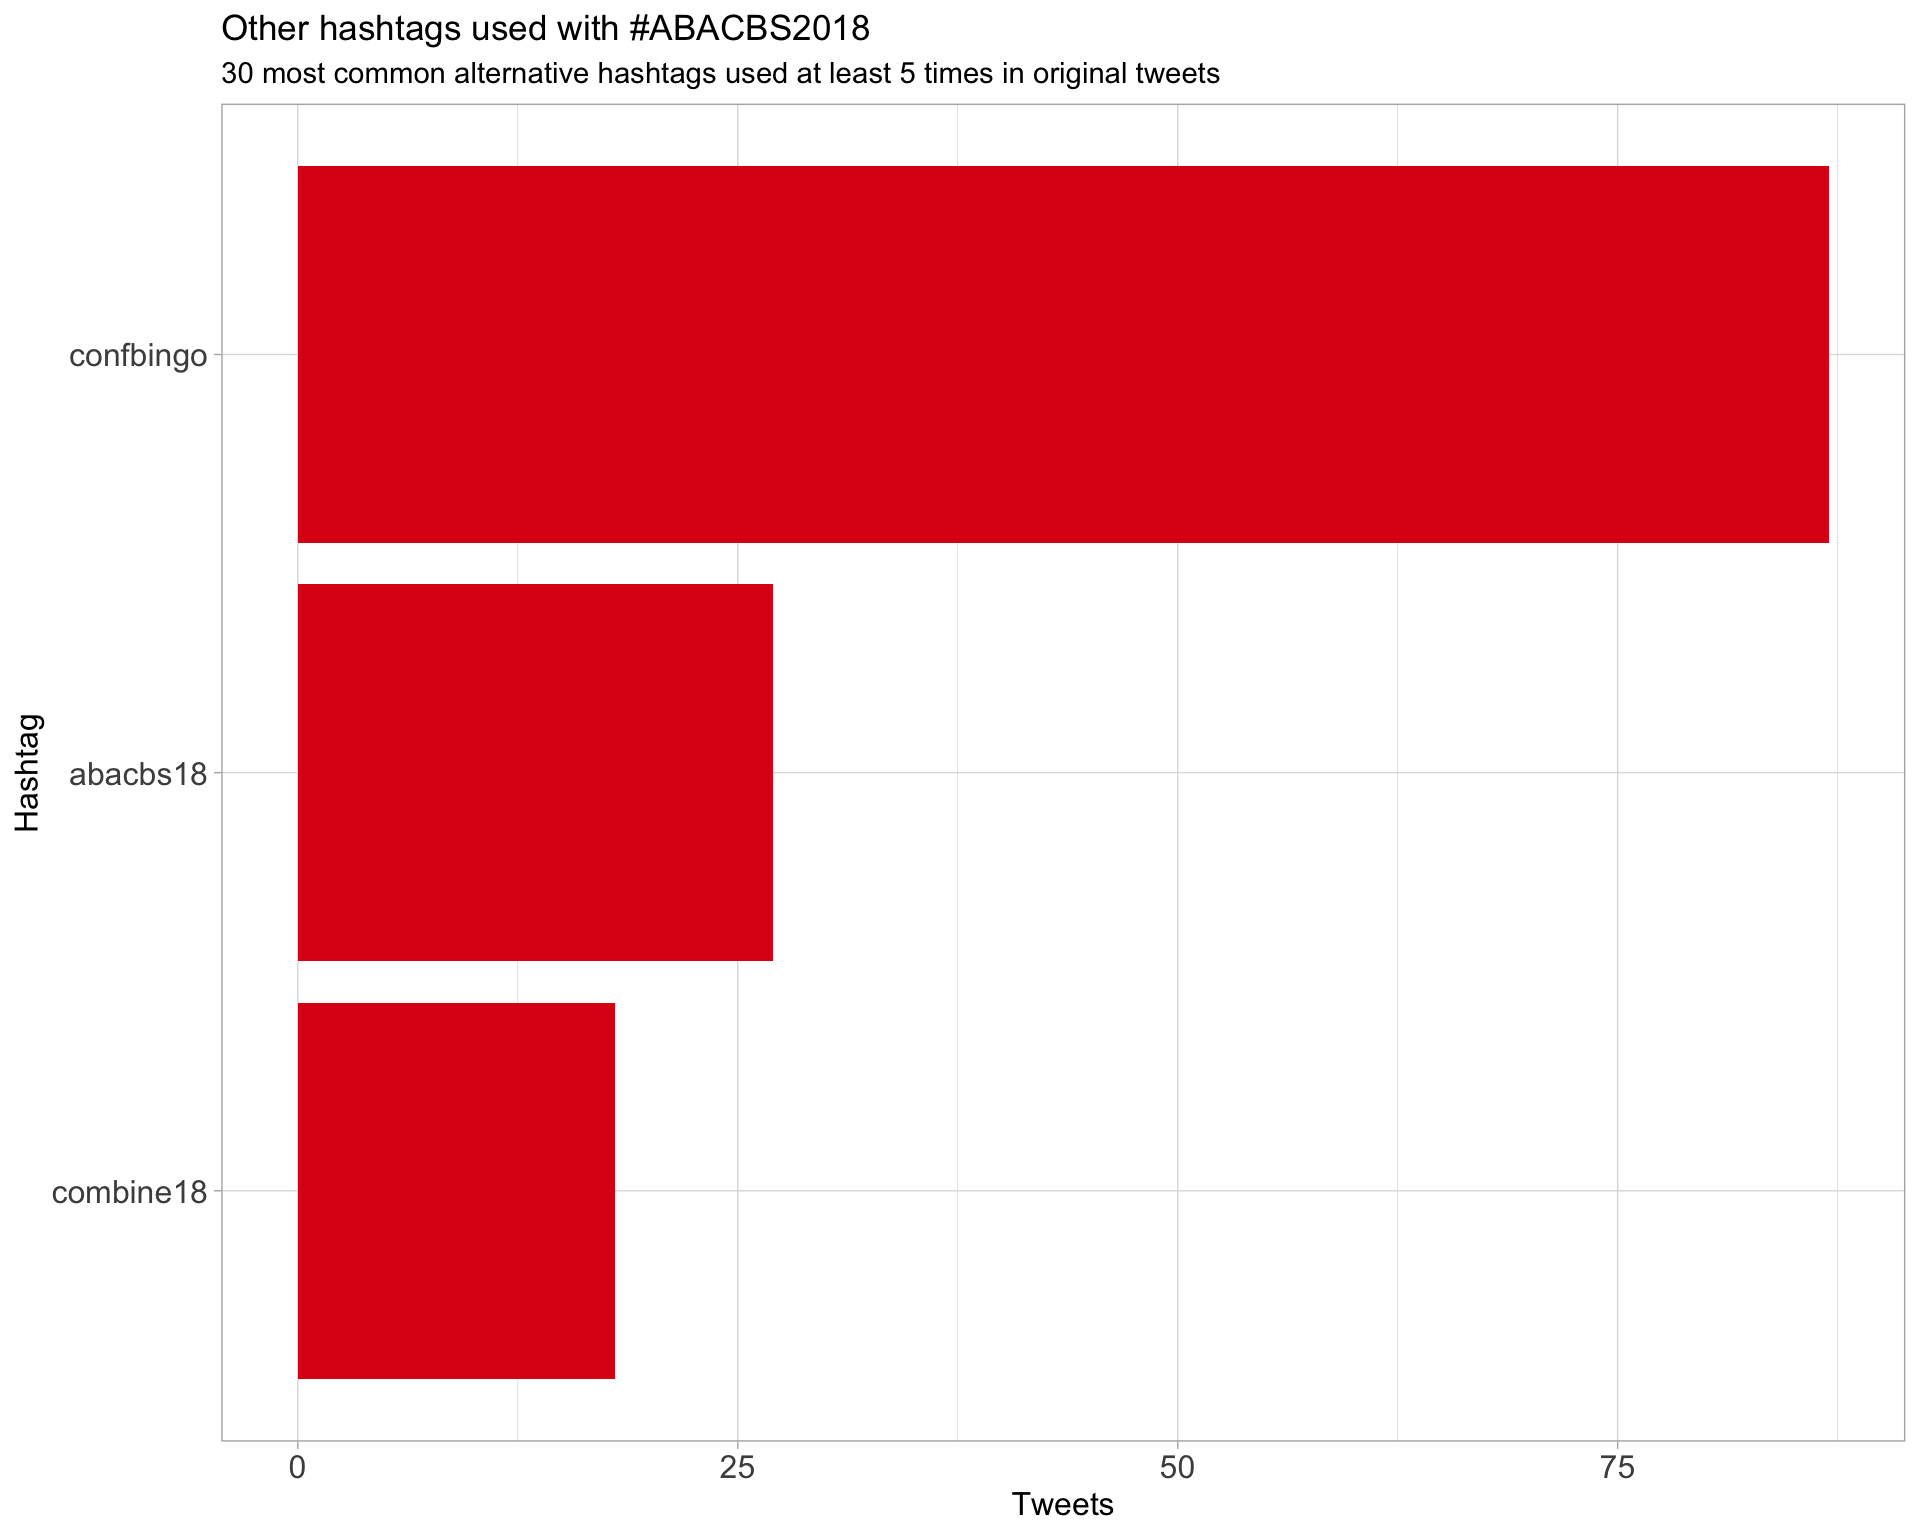 Other hashtags used with #ABACBS2018
30 most common alternative hashtags used at least 5 times in original tweets
Hashtag
confbingo
abacbs18
combine18
0 25 50 75
Tweets